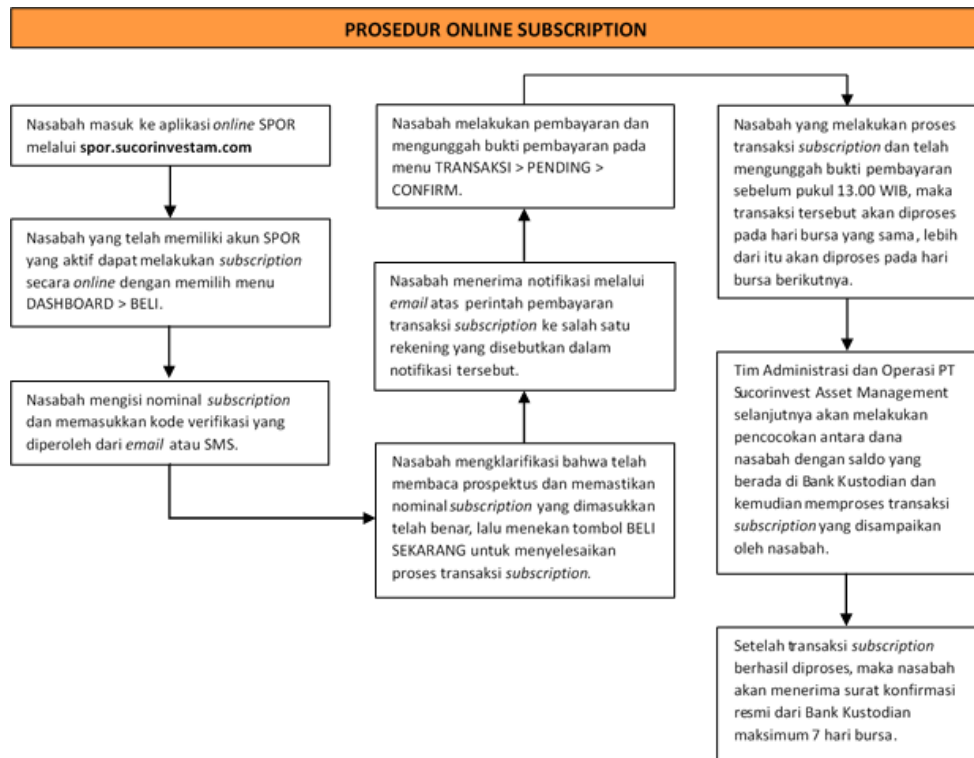 PROSEDUR ONLINE SUBSCRIPTION
Nasabah masuk ke aplikasi online SPOR
melalui spor.sucorinvestam.com
Nasabah yang telah memiliki akun SPOR
yang aktif dapat melakukan subscription
secara online dengan memilih menu
DASHBOARD > BELI.
Nasabah mengisi nominal subscription
dan memasukkan kode verifikasi yang
diperoleh dari email atau SMS.
Nasabah mengklarifikasi bahwa telah
membaca prospektus dan memastikan
nominal subscription yang dimasukkan
telah benar, lalu menekan tombol BELI
SEKARANG untuk menyelesaikan
proses transaksi subscription.
Nasabah menerima notifikasi melalui
email atas perintah pembayaran
transaksi subscription ke salah satu
rekening yang disebutkan dalam
notifikasi tersebut.
Nasabah melakukan pembayaran dan
mengunggah bukti pembayaran pada
menu TRANSAKSI > PENDING >
CONFIRM.
Nasabah yang melakukan proses
transaksi subscription dan telah
mengunggah bukti pembayaran
sebelum pukul 13.00 WIB, maka
transaksi tersebut akan diproses
pada hari bursa yang sama, lebih
dari itu akan diproses pada hari
bursa berikutnya.
Tim Administrasi dan Operasi PT
Sucorinvest Asset Management
selanjutnya akan melakukan
pencocokan antara dana
nasabah dengan saldo yang
berada di Bank Kustodian dan
kemudian memproses transaksi
subscription yang disampaikan
oleh nasabah.
Setelah transaksi subscription
berhasil diproses, maka nasabah
akan menerima surat konfirmasi
resmi dari Bank Kustodian
maksimum 7 hari bursa.